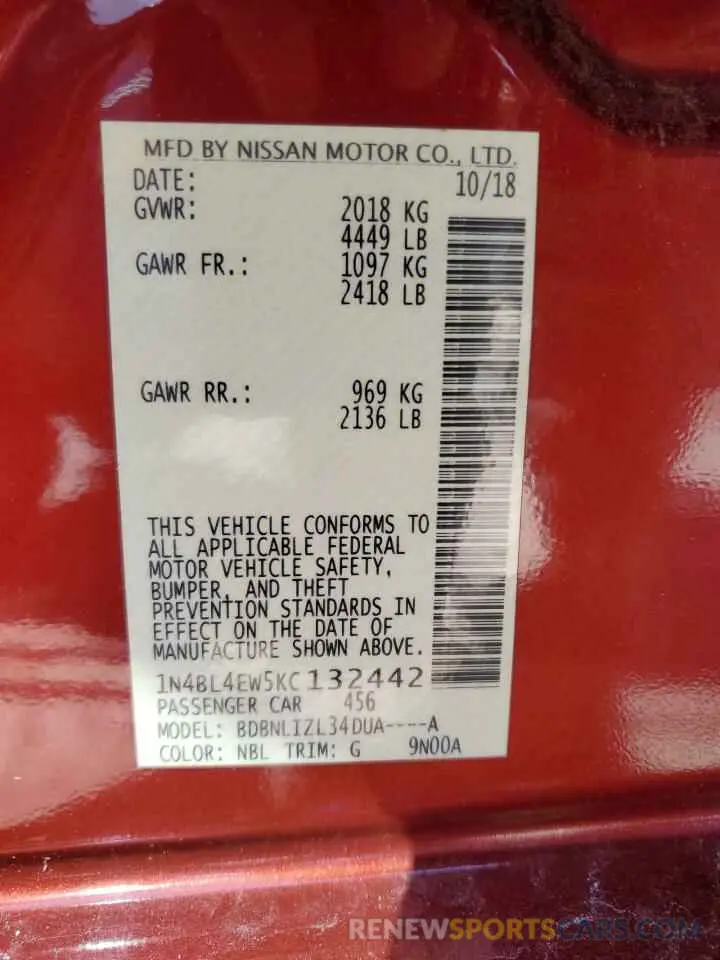 MFD BY NISSAN MOTOR CO., LTD.
DATE: 10/18
GVWR: 2018 KG
4449 LB
GAWR FR.: 1097 KG
2418 LB
GAWR RR.: 969 KG
2136 LB
THIS VEHICLE CONFORMS TO
ALL APPLICABLE FEDERAL
MOTOR VEHICLE SAFETY,
BUMPER, AND THEFT
PREVENTION STANDARDS IN
EFFECT ON THE DATE OF
MANUFACTURE SHOWN ABOVE.
1N4BL4EW5KC132442
PASSENGER CAR 456
MODEL: BDBNLIZL34DUA----A
COLOR: NBL TRIM: G 9N00A
RENEWSPORTSCARS.COM